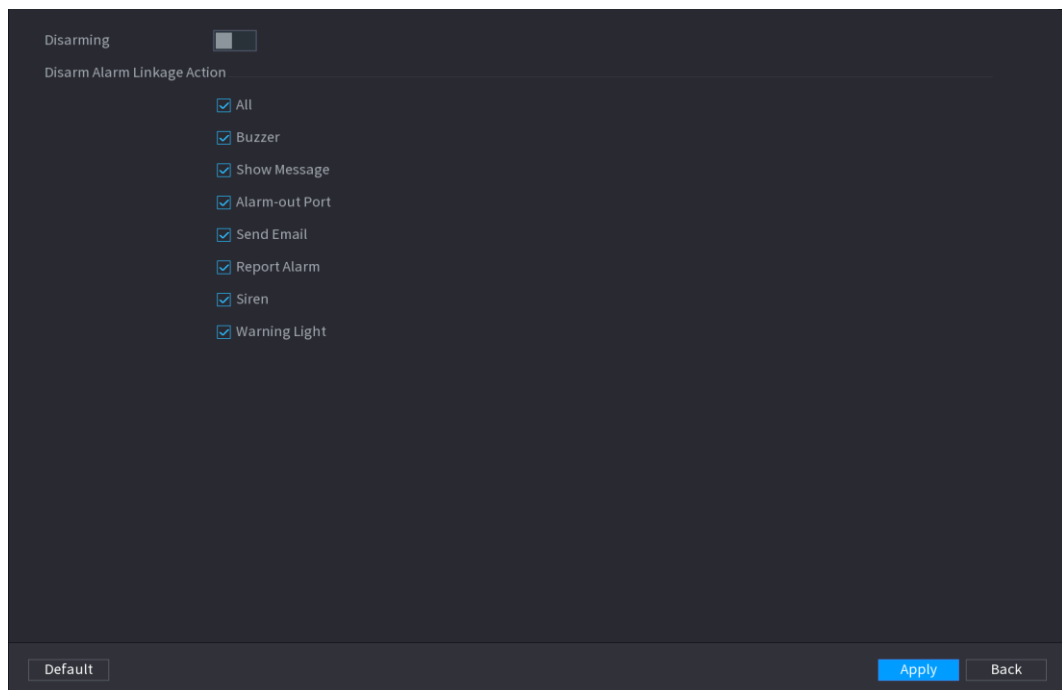 Disarming
Disarm Alarm Linkage Action
All
Buzzer
Show Message
Alarm-out Port
Send Email
Report Alarm
Siren
Warning Light
Default Apply Back